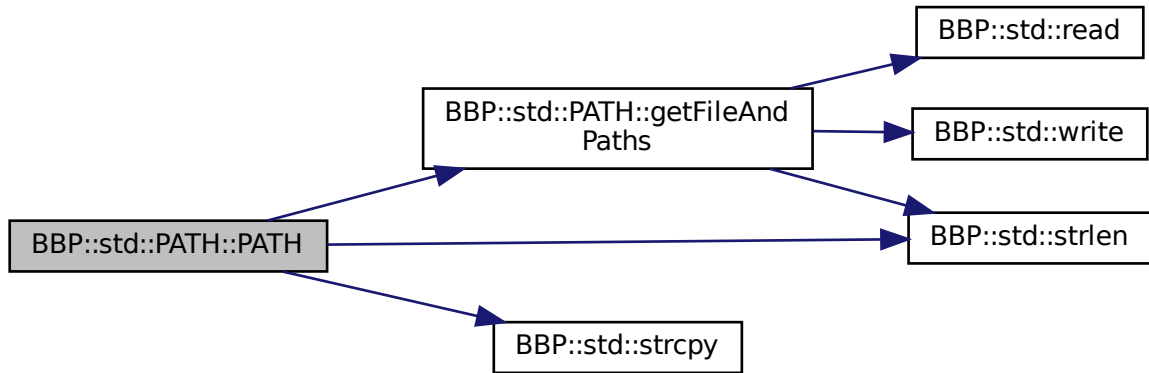 BBP::std::read
BBP::std::PATH::getFileAnd
Paths
BBP::std::write
BBP::std::PATH::PATH
BBP::std::strlen
BBP::std::strcpy